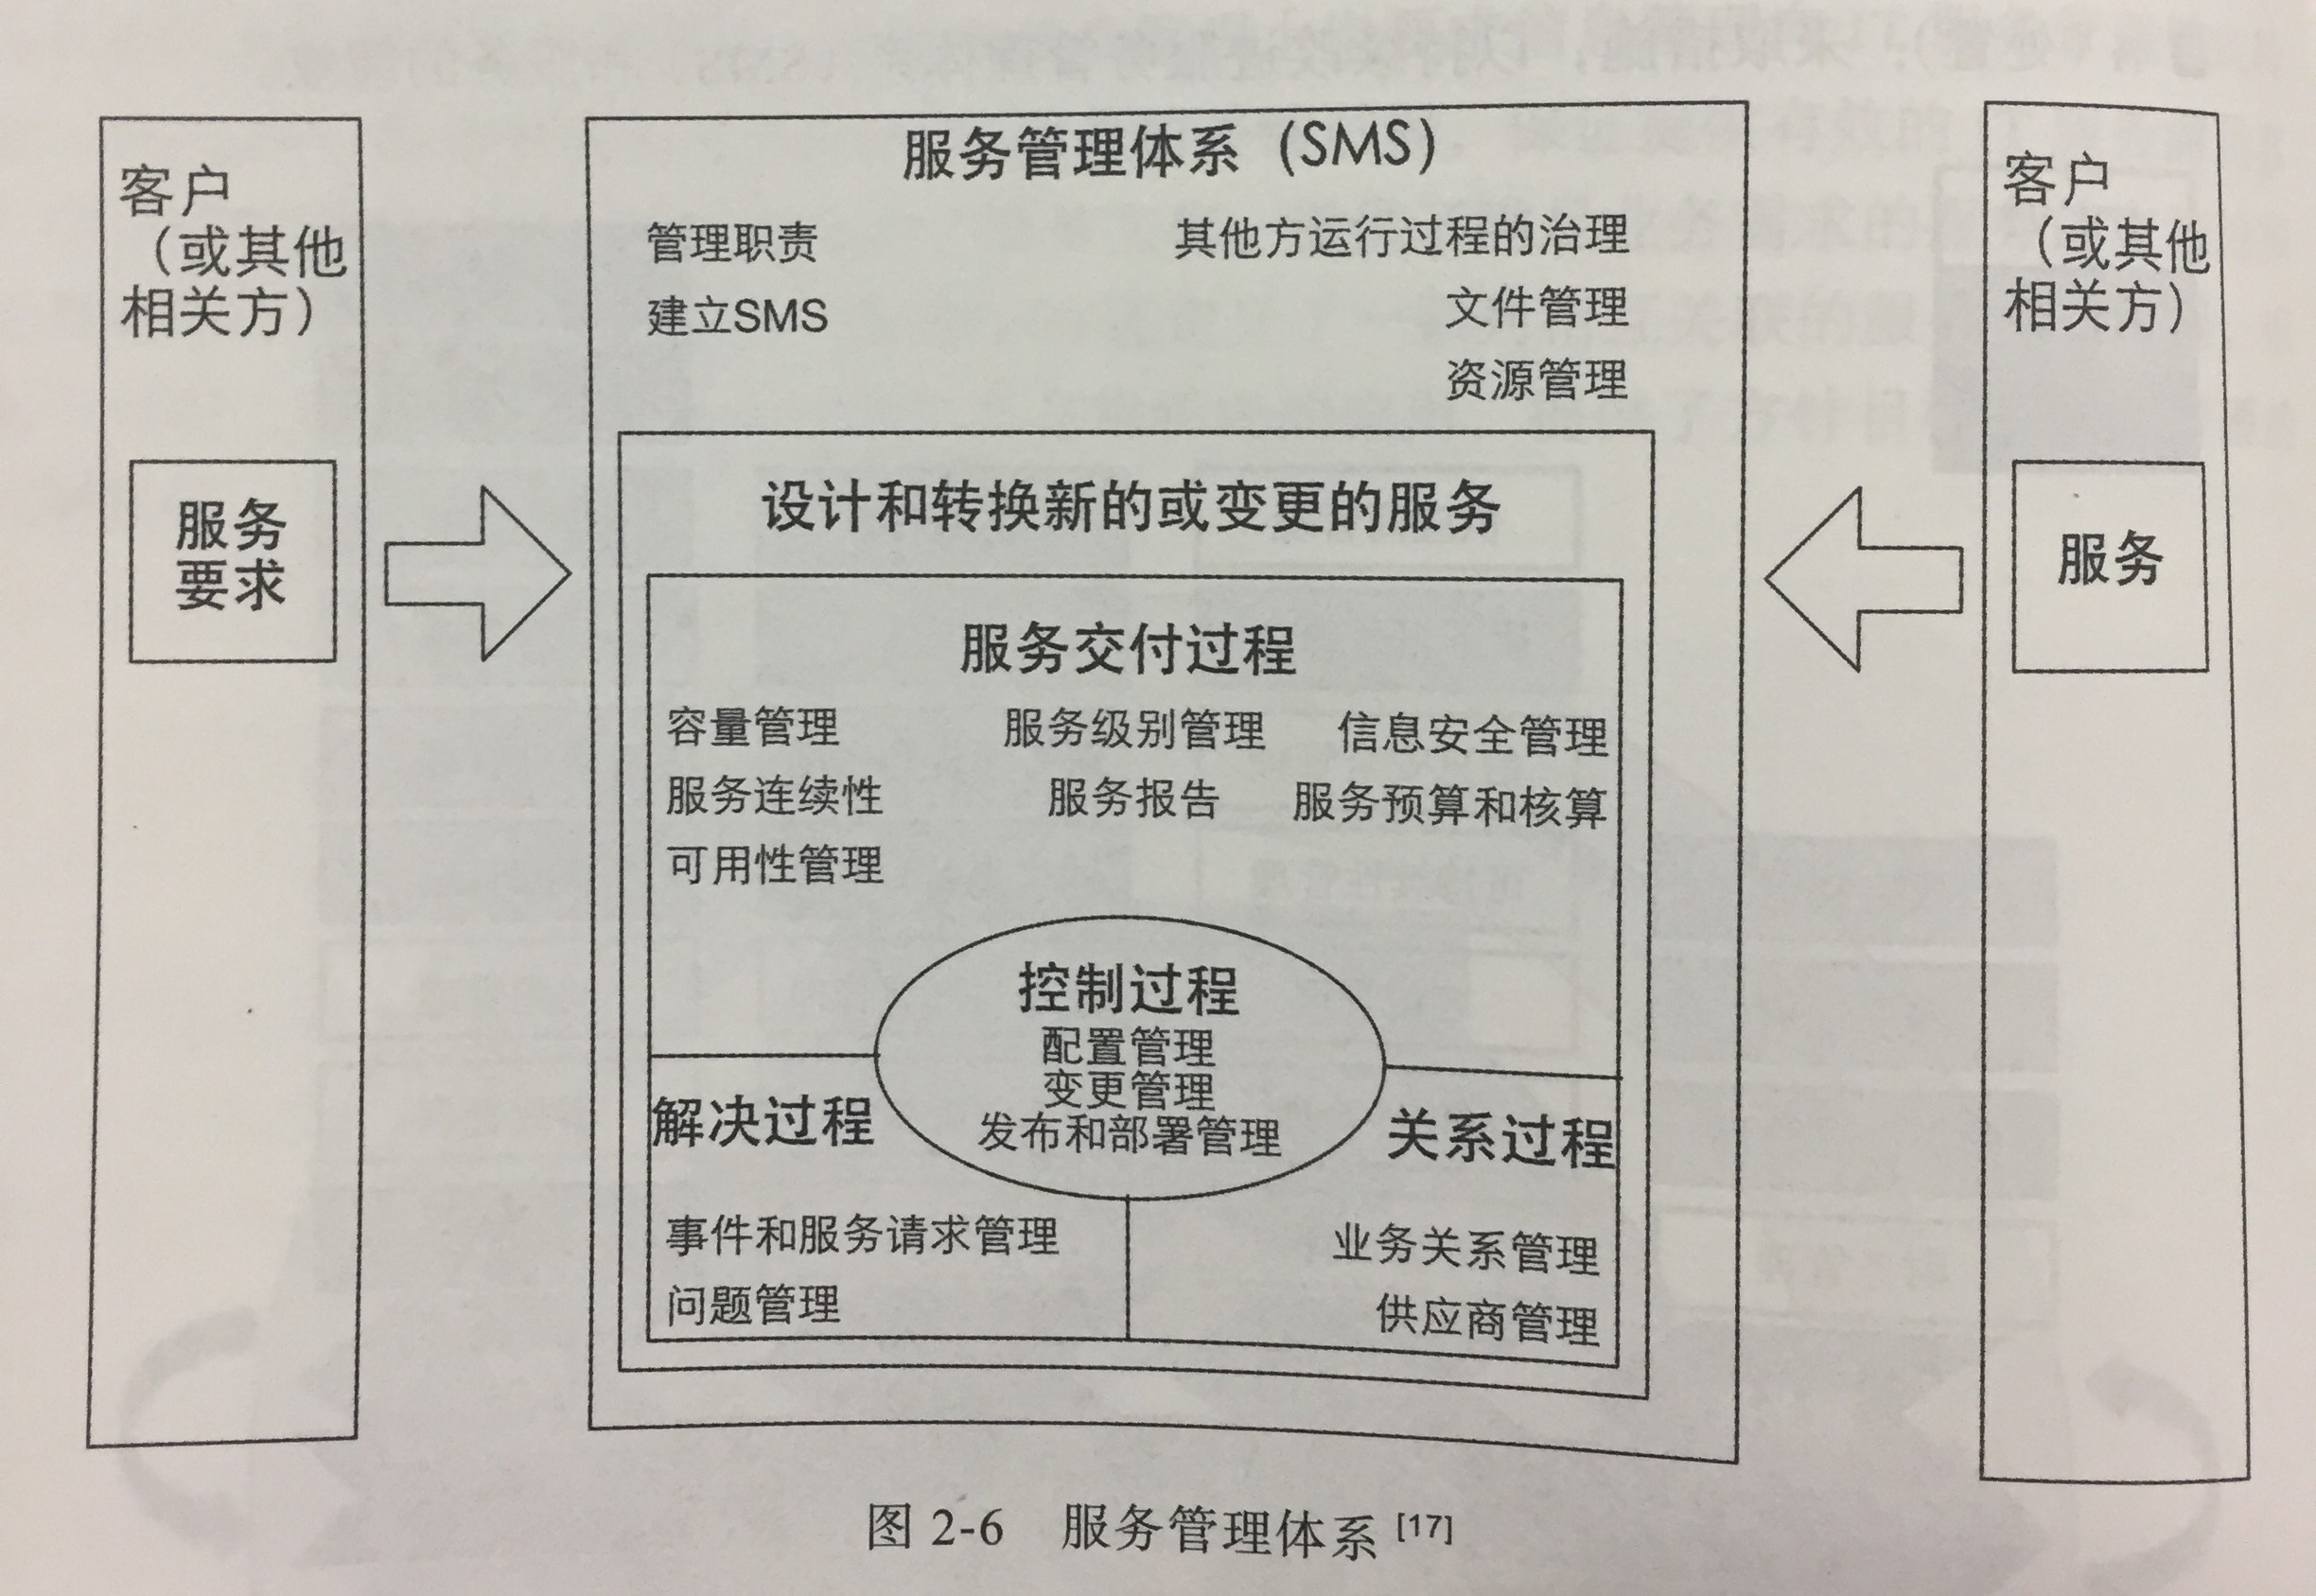 客户
（或其他
相关方）
服务
要求
服务管理体系（SMS）
管理职责
建立SMS
其他方运行过程的治理
文件管理
资源管理
设计和转换新的或变更的服务
服务交付过程
容量管理
服务连续性
可用性管理
服务级别管理
服务报告
信息安全管理
服务预算和核算
控制过程
配置管理
变更管理
发布和部署管理
解决过程
事件和服务请求管理
问题管理
关系过程
业务关系管理
供应商管理
客户
（或其他
相关方）
服务
图 2-6 服务管理体系 [17]